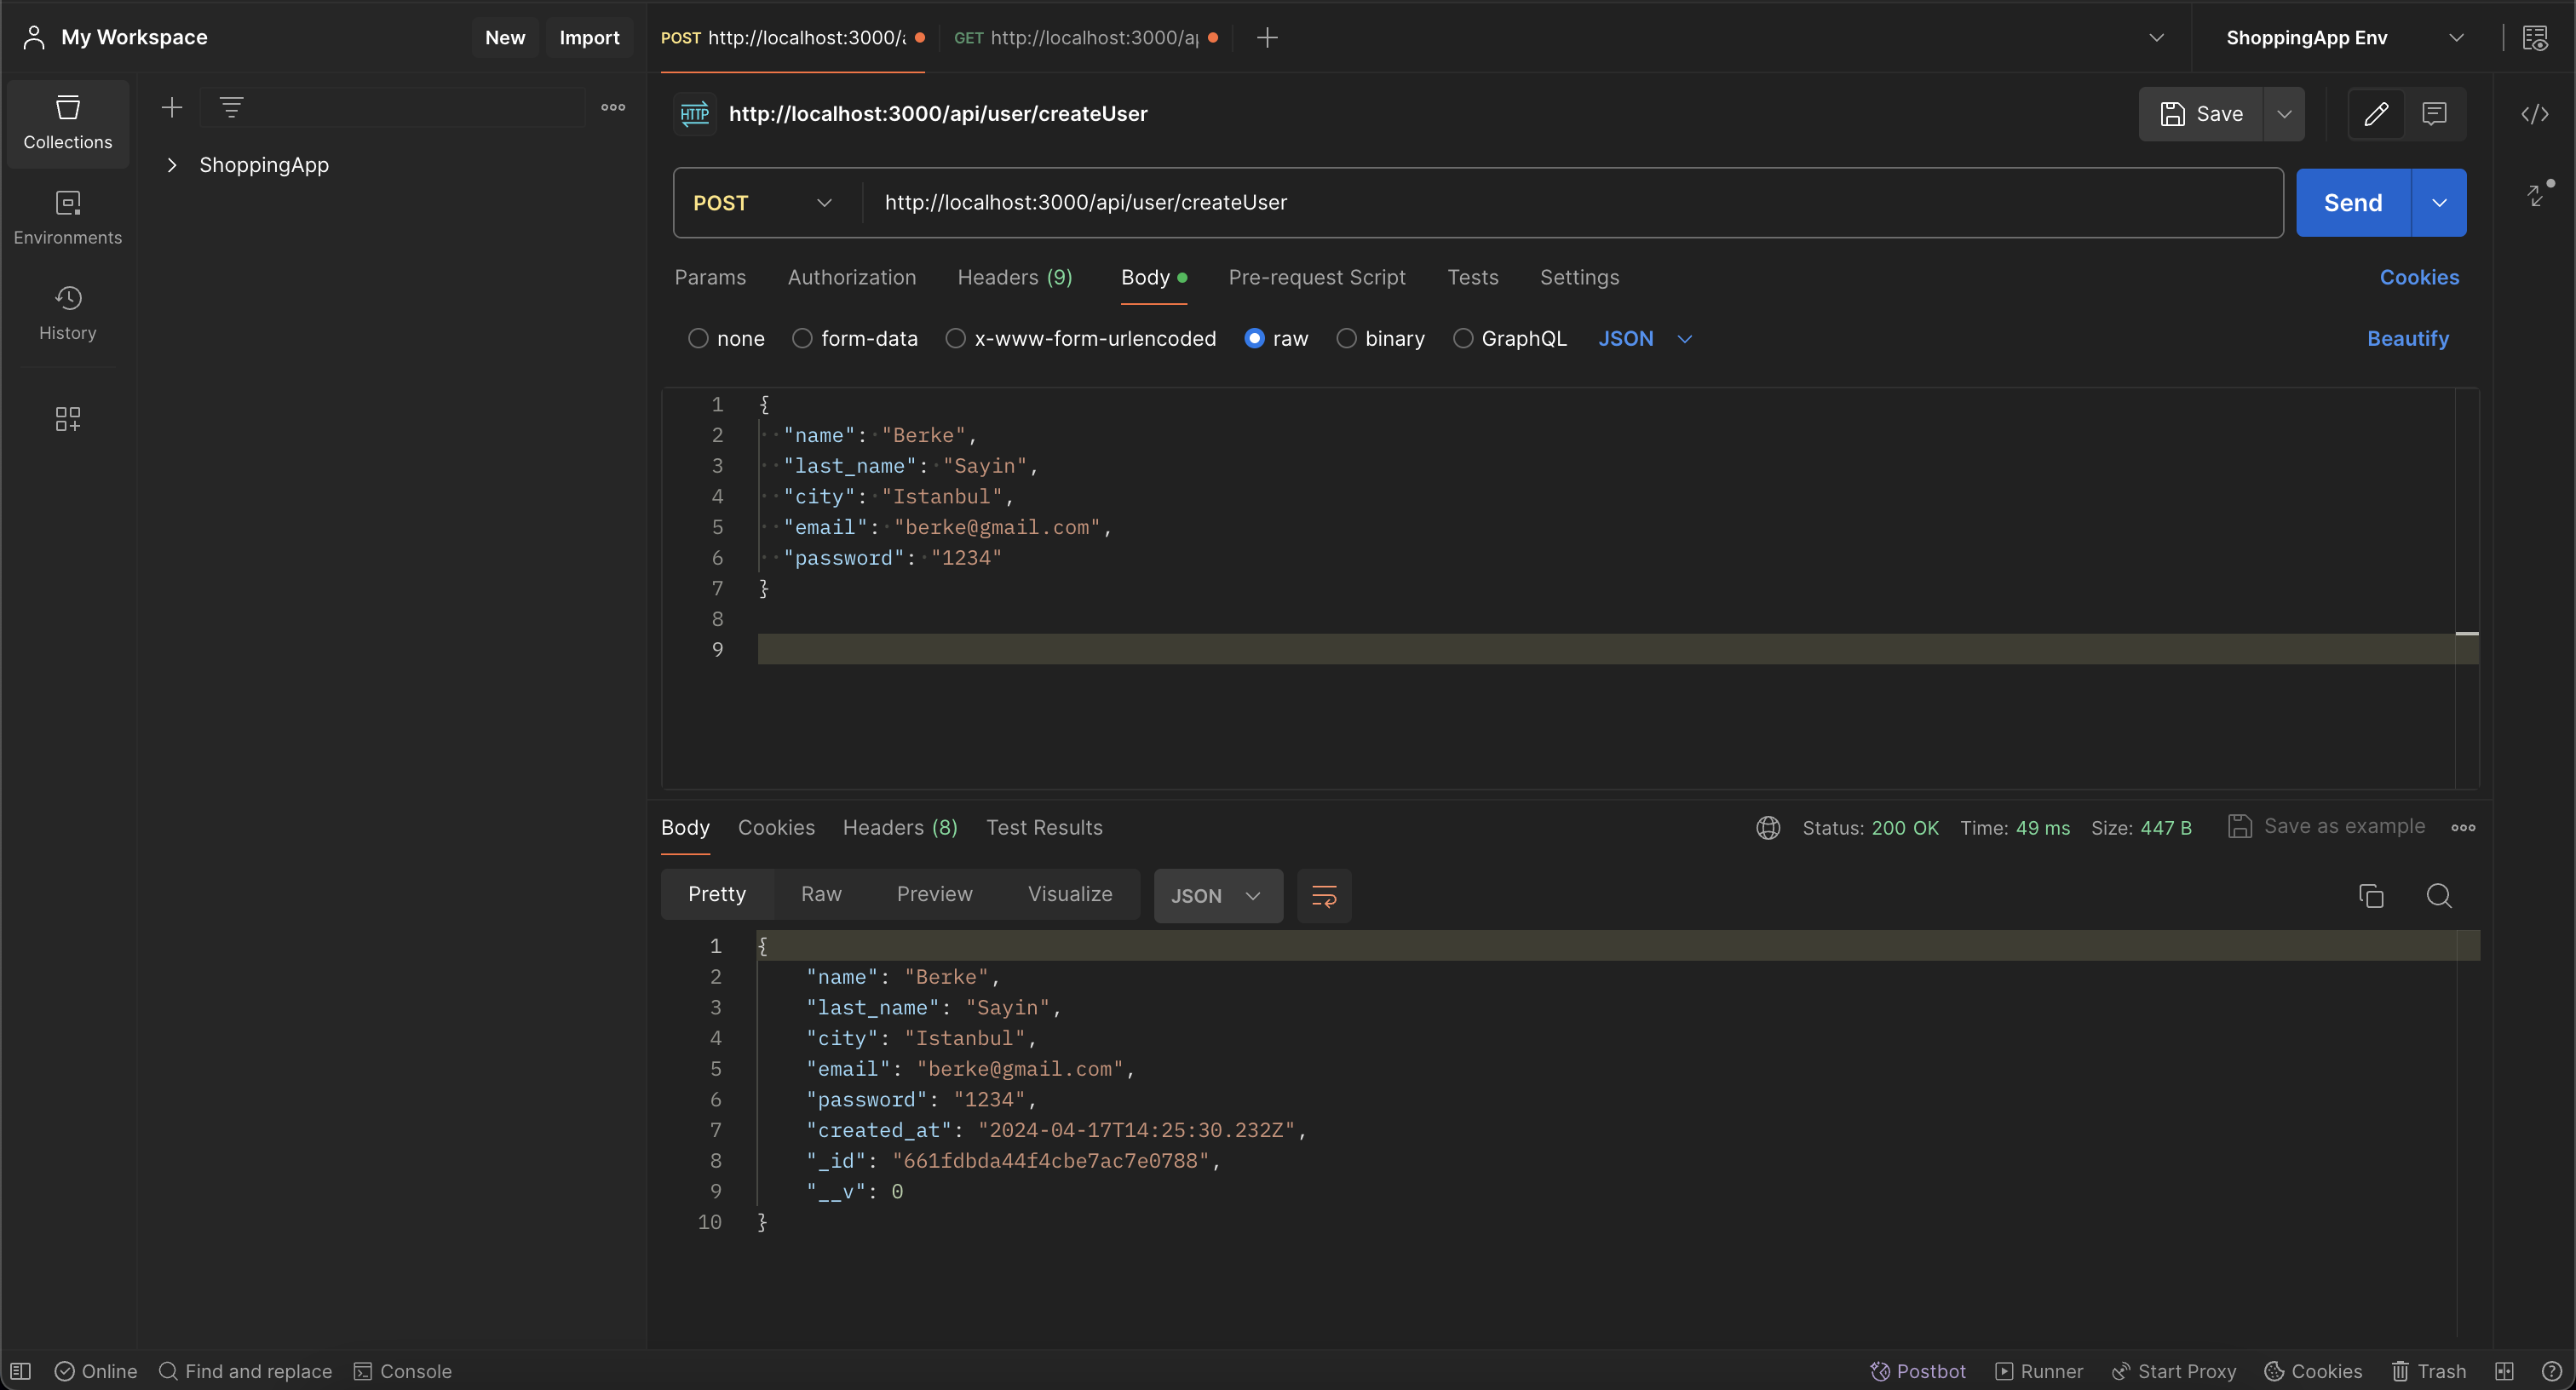 My Workspace
New
Import
POST http://localhost:3000/
GET http://localhost:3000/
ShoppingApp Env
Collections
Environments
History
ShoppingApp
HTTP
http://localhost:3000/api/user/createUser
Save
POST
http://localhost:3000/api/user/createUser
Send
Params Authorization Headers (9) Body Pre-request Script Tests Settings Cookies
none form-data x-www-form-urlencoded raw binary GraphQL JSON Beautify
1 {
2 "name": "Berke",
3 "last_name": "Sayin",
4 "city": "Istanbul",
5 "email": "berke@gmail.com",
6 "password": "1234"
7 }
8
9
Body Cookies Headers (8) Test Results Status: 200 OK Time: 49 ms Size: 447 B Save as example
Pretty Raw Preview Visualize JSON
1 {
2 "name": "Berke",
3 "last_name": "Sayin",
4 "city": "Istanbul",
5 "email": "berke@gmail.com",
6 "password": "1234",
7 "created_at": "2024-04-17T14:25:30.232Z",
8 "_id": "661fdbda44f4cbe7ac7e0788",
9 "__v": 0
10 }
Online Find and replace Console Postbot Runner Start Proxy Cookies Trash